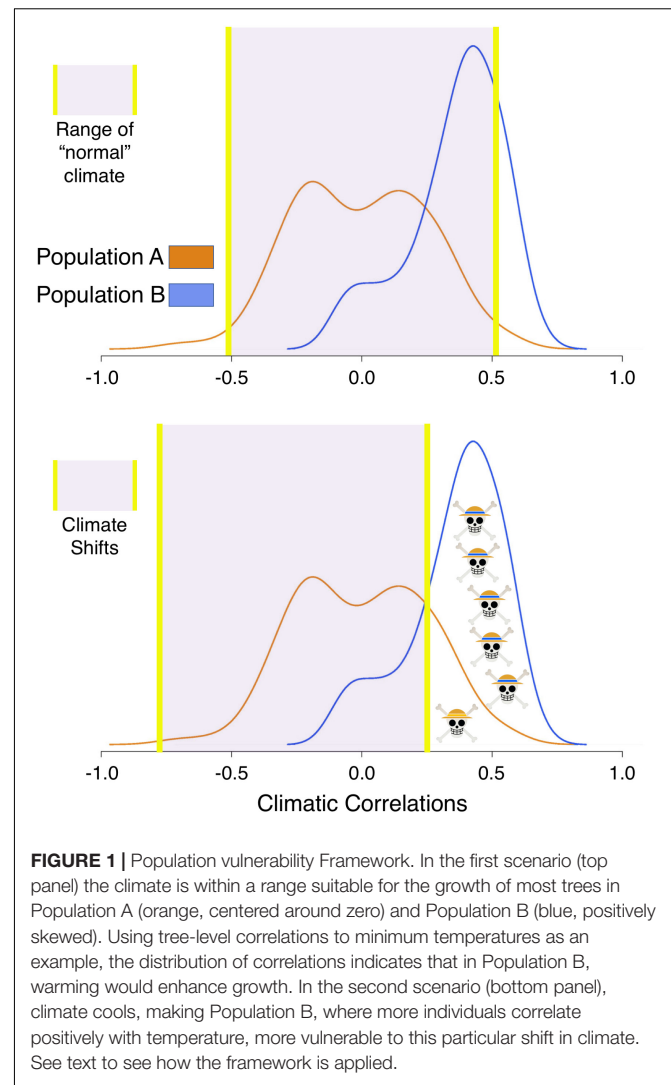 Range of
“normal”
climate
Population A
Population B
-1.0 -0.5 0.0 0.5 1.0
Climate
Shifts
-1.0 -0.5 0.0 0.5 1.0
Climatic Correlations
FIGURE 1 | Population vulnerability Framework. In the first scenario (top
panel) the climate is within a range suitable for the growth of most trees in
Population A (orange, centered around zero) and Population B (blue, positively
skewed). Using tree-level correlations to minimum temperatures as an
example, the distribution of correlations indicates that in Population B,
warming would enhance growth. In the second scenario (bottom panel),
climate cools, making Population B, where more individuals correlate
positively with temperature, more vulnerable to this particular shift in climate.
See text to see how the framework is applied.